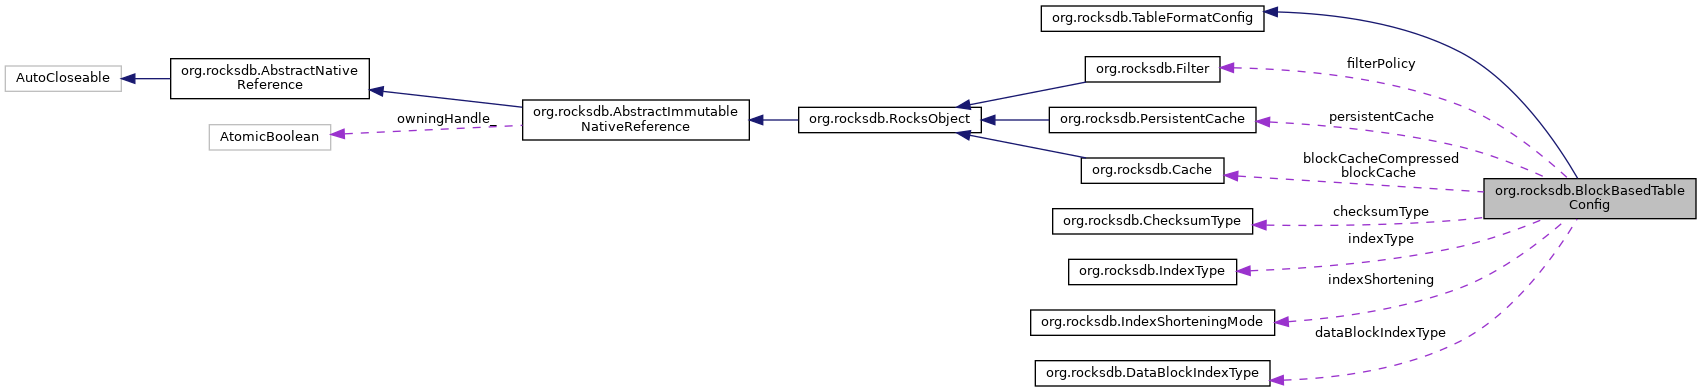 org.rocksdb.TableFormatConfig
org.rocksdb.Filter
filterPolicy
AutoCloseable
org.rocksdb.AbstractNative
Reference
org.rocksdb.AbstractImmutable
NativeReference
owningHandle_
AtomicBoolean
org.rocksdb.RocksObject
org.rocksdb.PersistentCache
persistentCache
org.rocksdb.Cache
blockCacheCompressed
blockCache
org.rocksdb.BlockBasedTable
Config
org.rocksdb.ChecksumType
checksumType
org.rocksdb.IndexType
indexType
org.rocksdb.IndexShorteningMode
indexShortening
org.rocksdb.DataBlockIndexType
dataBlockIndexType